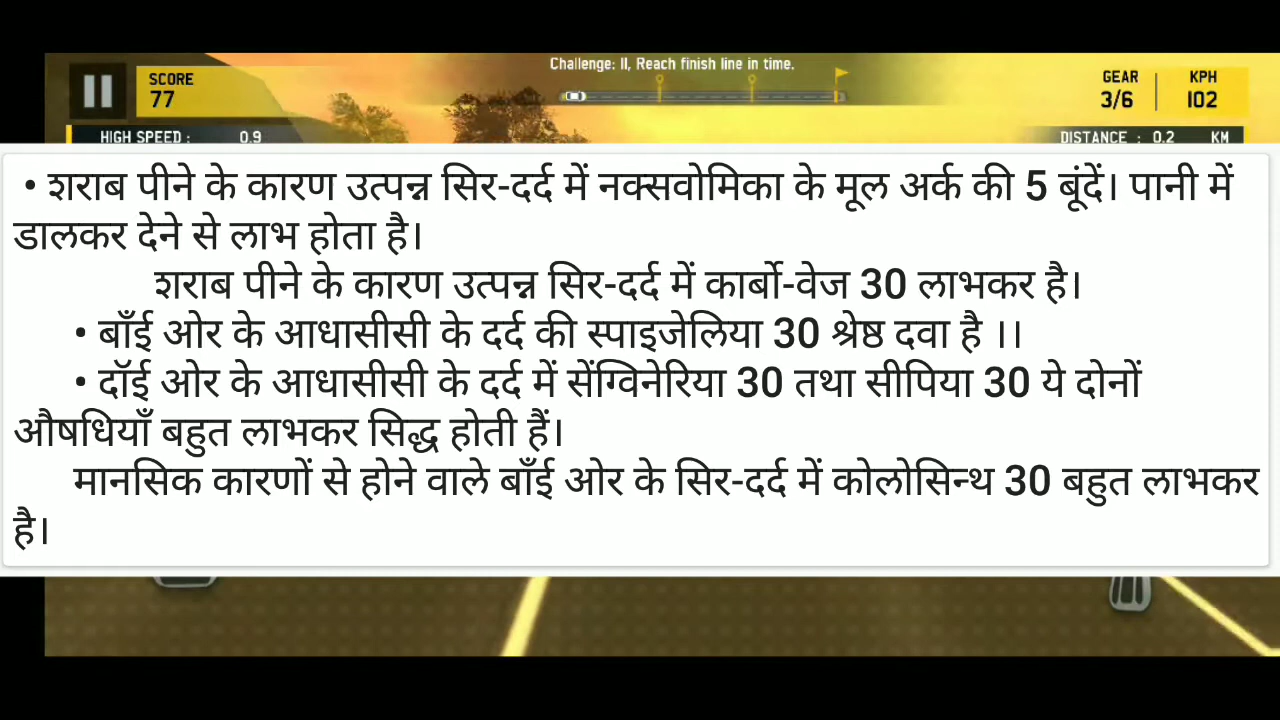 Challenge: II, Reach finish line in time.
SCORE
77
GEAR
3/6
KPH
102
HIGH SPEED : 0.9
DISTANCE : 0.2 KM
• शराब पीने के कारण उत्पन्न सिर-दर्द में नक्सवोमिका के मूल अर्क की 5 बूंदें। पानी में
डालकर देने से लाभ होता है।
शराब पीने के कारण उत्पन्न सिर-दर्द में कार्बो-वेज 30 लाभकर है।
• बाँई ओर के आधासीसी के दर्द की स्पाइजेलिया 30 श्रेष्ठ दवा है ।।
• दॉई ओर के आधासीसी के दर्द में सेंग्विनेरिया 30 तथा सीपिया 30 ये दोनों
औषधियाँ बहुत लाभकर सिद्ध होती हैं।
मानसिक कारणों से होने वाले बाँई ओर के सिर-दर्द में कोलोसिन्थ 30 बहुत लाभकर
है।